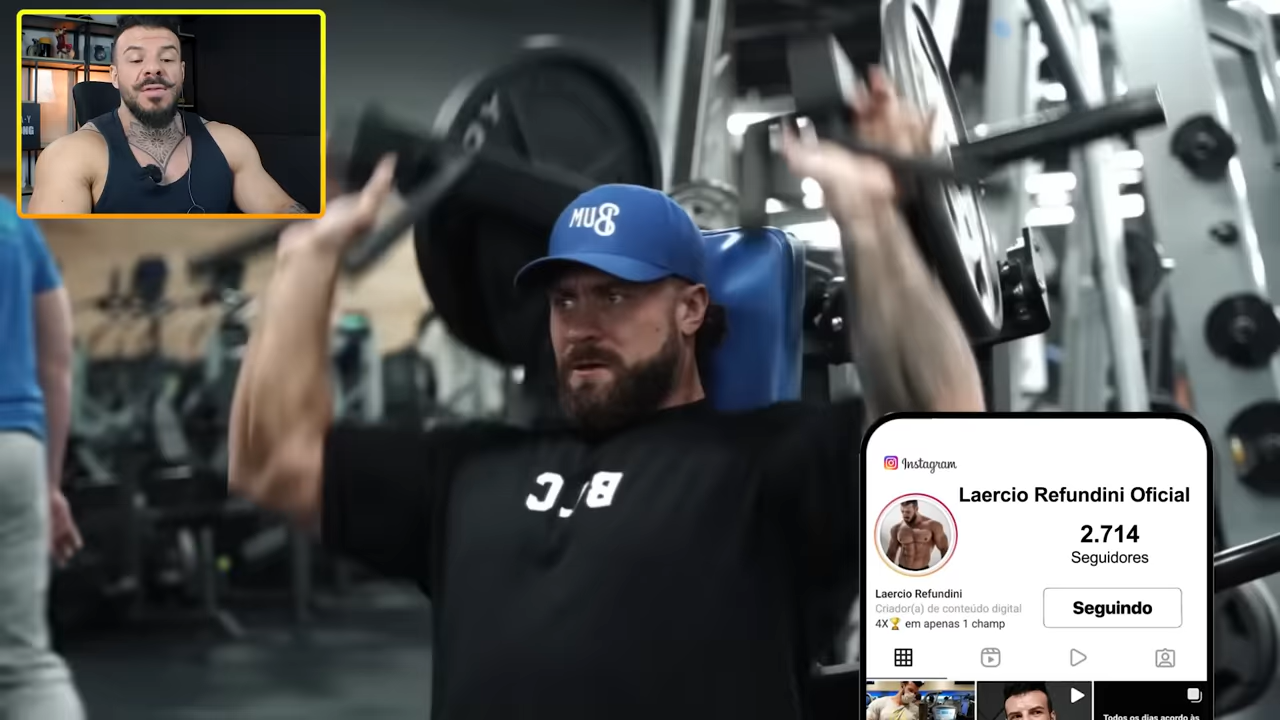 BUM
Instagram
Laercio Refundini Oficial
2.714
Seguidores
Laercio Refundini
Criador(a) de conteúdo digital
Seguindo
4X🏆 em apenas 1 champ
Todos os dias acordo às